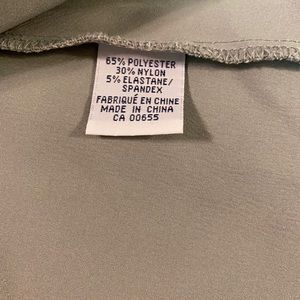 65% POLYESTER
30% NYLON
5% ELASTANE/
SPANDEX
FABRIQUÉ EN CHINE
MADE IN CHINA
CA 00655